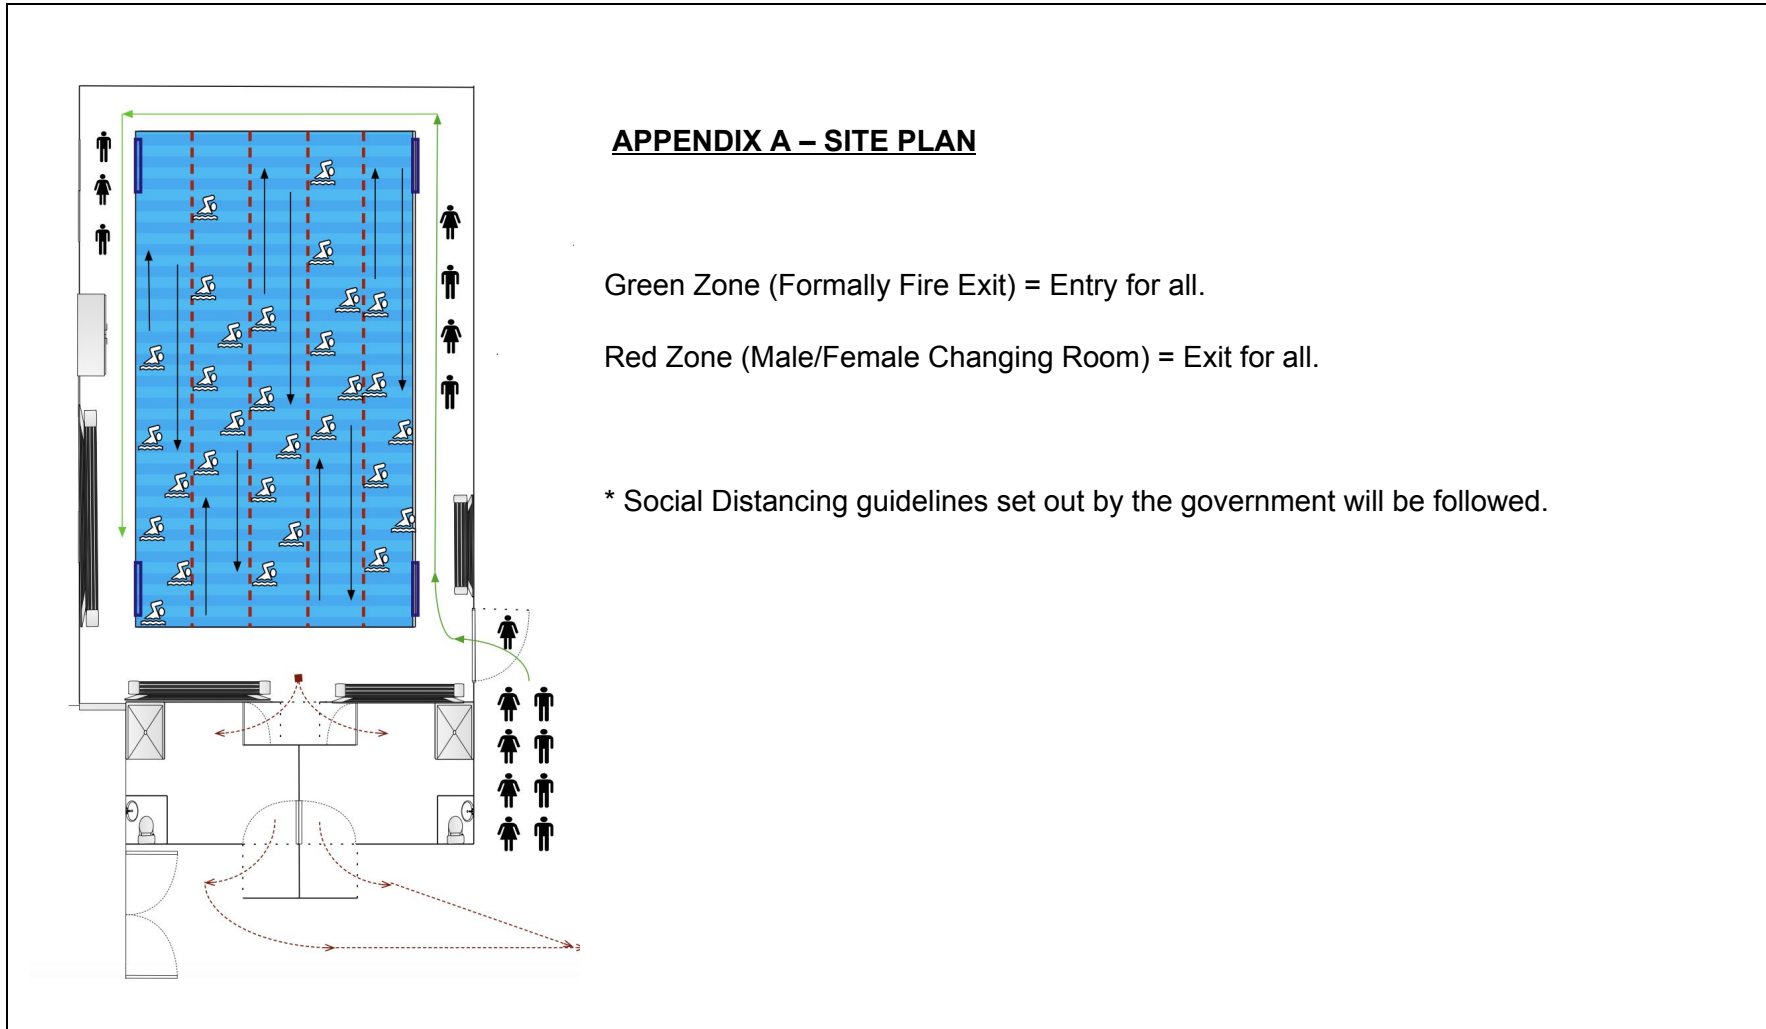 APPENDIX A – SITE PLAN
Green Zone (Formally Fire Exit) = Entry for all.
Red Zone (Male/Female Changing Room) = Exit for all.
* Social Distancing guidelines set out by the government will be followed.